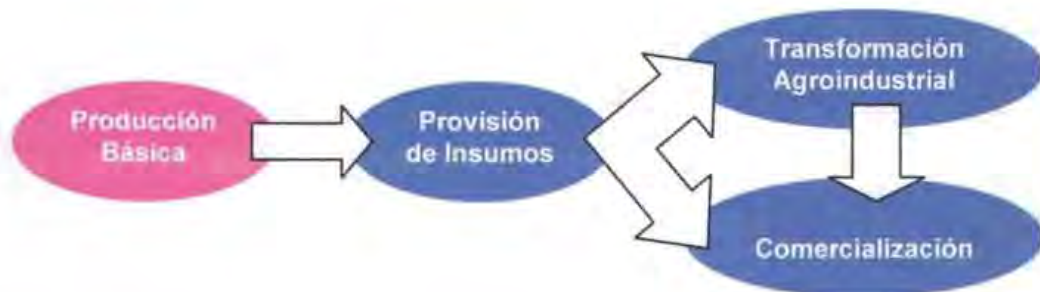 Producción
Básica
Provisión
de Insumos
Transformación
Agroindustrial
Comercialización